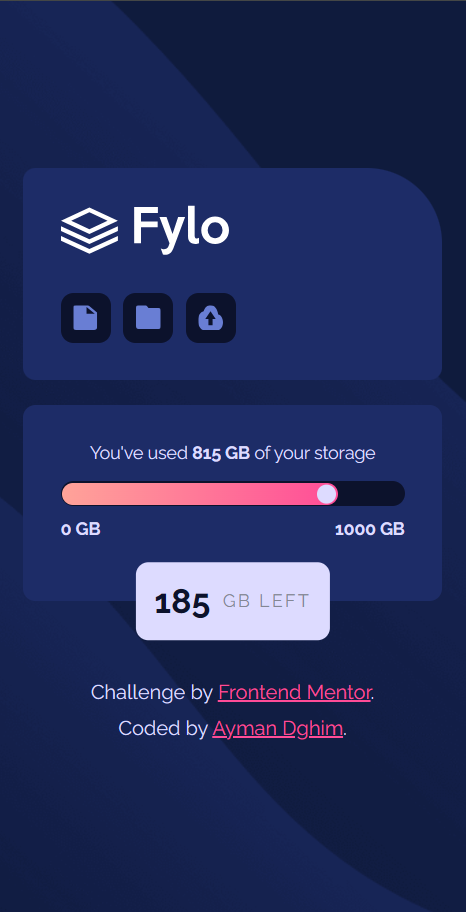 Fylo
You've used 815 GB of your storage
0 GB
1000 GB
185 GB LEFT
Challenge by Frontend Mentor.
Coded by Ayman Dghim.